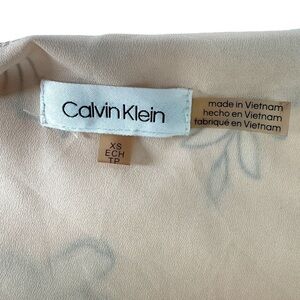 Calvin Klein
made in Vietnam
hecho en Vietnam
fabriqué en Vietnam
XS
ECH
TP